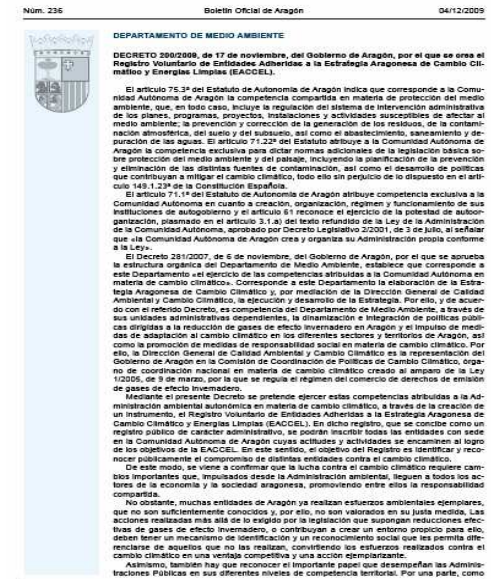 Núm. 236 Boletín Oficial de Aragón 04/12/2009
DEPARTAMENTO DE MEDIO AMBIENTE
DECRETO 200/2009, de 17 de noviembre, del Gobierno de Aragón, por el que se crea el
Registro Voluntario de Entidades Adheridas a la Estrategia Aragonesa de Cambio Cli-
mático y Energías Limpias (EACCEL).
El artículo 75.3ª del Estatuto de Autonomía de Aragón indica que corresponde a la Comu-
nidad Autónoma de Aragón la competencia compartida en materia de protección del medio
ambiente, que, en todo caso, incluye la regulación del sistema de intervención administrativa
de los planes, programas, proyectos, instalaciones y actividades susceptibles de afectar al
medio ambiente; la prevención y corrección de la generación de los residuos, de la contami-
nación atmosférica, del suelo y del subsuelo, así como el abastecimiento, saneamiento y de-
puración de las aguas. El artículo 71.22ª del Estatuto atribuye a la Comunidad Autónoma de
Aragón la competencia exclusiva para dictar normas adicionales de la legislación básica so-
bre protección del medio ambiente y del paisaje, incluyendo la planificación de la prevención
y eliminación de las distintas fuentes de contaminación, así como el desarrollo de políticas
que contribuyan a mitigar el cambio climático, todo ello sin perjuicio de lo dispuesto en el artí-
culo 149.1.23ª de la Constitución Española.
El artículo 71.1ª del Estatuto de Autonomía de Aragón atribuye competencia exclusiva a la
Comunidad Autónoma en cuanto a creación, organización, régimen y funcionamiento de sus
instituciones de autogobierno y el artículo 61 reconoce el ejercicio de la potestad de autoor-
ganización, plasmado en el artículo 3.1.a) del texto refundido de la Ley de la Administración
de la Comunidad Autónoma, aprobado por Decreto Legislativo 2/2001, de 3 de julio, al señalar
que «la Comunidad Autónoma de Aragón crea y organiza su Administración propia conforme
a la Ley».
El Decreto 281/2007, de 6 de noviembre, del Gobierno de Aragón, por el que se aprueba
la estructura orgánica del Departamento de Medio Ambiente, establece que corresponde a
este Departamento «el ejercicio de las competencias atribuidas a la Comunidad Autónoma en
materia de cambio climático». Corresponde a este Departamento la elaboración de la Estra-
tegia Aragonesa de Cambio Climático y, por mediación de la Dirección General de Calidad
Ambiental y Cambio Climático, la ejecución y desarrollo de la Estrategia. Por ello, y de acuer-
do con el referido Decreto, es competencia del Departamento de Medio Ambiente, a través de
sus unidades administrativas dependientes, la dinamización e integración de políticas públi-
cas dirigidas a la reducción de gases de efecto invernadero en Aragón y el impulso de medi-
das de adaptación al cambio climático en los diferentes sectores y territorios de Aragón, así
como la promoción de medidas de responsabilidad social en materia de cambio climático. Por
ello, la Dirección General de Calidad Ambiental y Cambio Climático es la representación del
Gobierno de Aragón en la Comisión de Coordinación de Políticas de Cambio Climático, órga-
no de coordinación nacional en materia de cambio climático creado al amparo de la Ley
1/2005, de 9 de marzo, por la que se regula el régimen del comercio de derechos de emisión
de gases de efecto invernadero.
Mediante el presente Decreto se pretende ejercer estas competencias atribuidas a la Ad-
ministración ambiental autonómica en materia de cambio climático, a través de la creación de
un instrumento, el Registro Voluntario de Entidades Adheridas a la Estrategia Aragonesa de
Cambio Climático y Energías Limpias (EACCEL). En dicho registro, que se concibe como un
registro público de carácter administrativo, se podrán inscribir todas las entidades con sede
en la Comunidad Autónoma de Aragón cuyas actitudes y actividades se encaminen al logro
de los objetivos de la EACCEL. En este sentido, el objetivo del Registro es identificar y reco-
nocer públicamente el compromiso de distintas entidades contra el cambio climático.
De este modo, se viene a confirmar que la lucha contra el cambio climático requiere cam-
bios importantes que, impulsados desde la Administración ambiental, lleguen a todos los ac-
tores de la economía y la sociedad aragonesa, promoviendo entre ellos la responsabilidad
compartida.
No obstante, muchas entidades de Aragón ya realizan esfuerzos ambientales ejemplares,
que no son suficientemente conocidos y, por ello, no son valorados en su justa medida, Las
acciones realizadas más allá de lo exigido por la legislación que supongan reducciones efec-
tivas de gases de efecto invernadero, o contribuyan a crear un entorno propicio para ello,
deben tener un mecanismo de identificación y un reconocimiento social que les permita dife-
renciarse de aquellos que no las realizan, convirtiendo los esfuerzos realizados contra el
cambio climático en una ventaja competitiva y una acción ejemplarizante.
Asimismo, también hay que reconocer el importante papel que desempeñan las Adminis-
traciones Públicas en sus diferentes niveles de competencia territorial. Por una parte, como